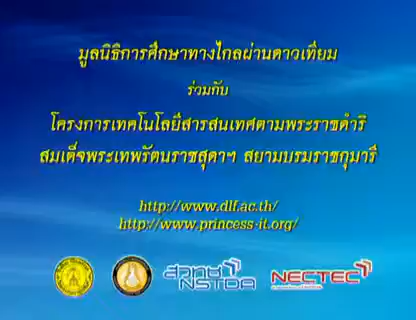 มูลนิธิการศึกษาทางไกลผ่านดาวเทียม
ร่วมกับ
โครงการเทคโนโลยีสารสนเทศตามพระราชดำริ
สมเด็จพระเทพรัตนราชสุดาฯ สยามบรมราชกุมารี
http://www.dlf.ac.th/
http://www.princess-it.org/
สวทช NECTEC
NSTDA